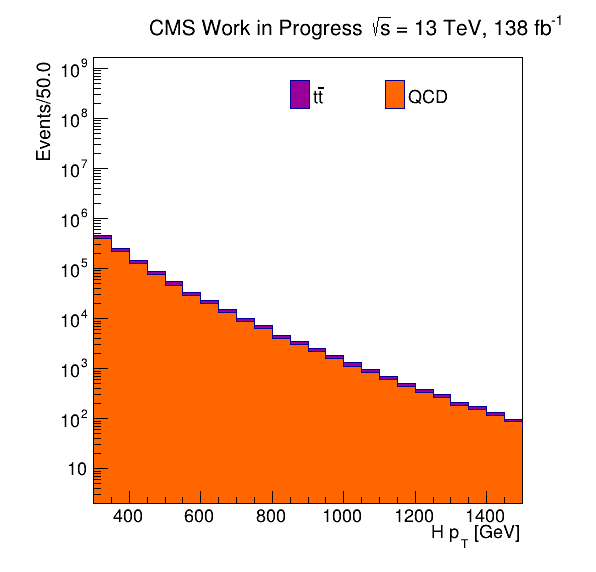 CMS Work in Progress √s = 13 TeV, 138 fb⁻¹
Events/50.0
10⁹
10⁸
10⁷
10⁶
10⁵
10⁴
10³
10²
10
tt̄
QCD
400 600 800 1000 1200 1400
H p_T [GeV]